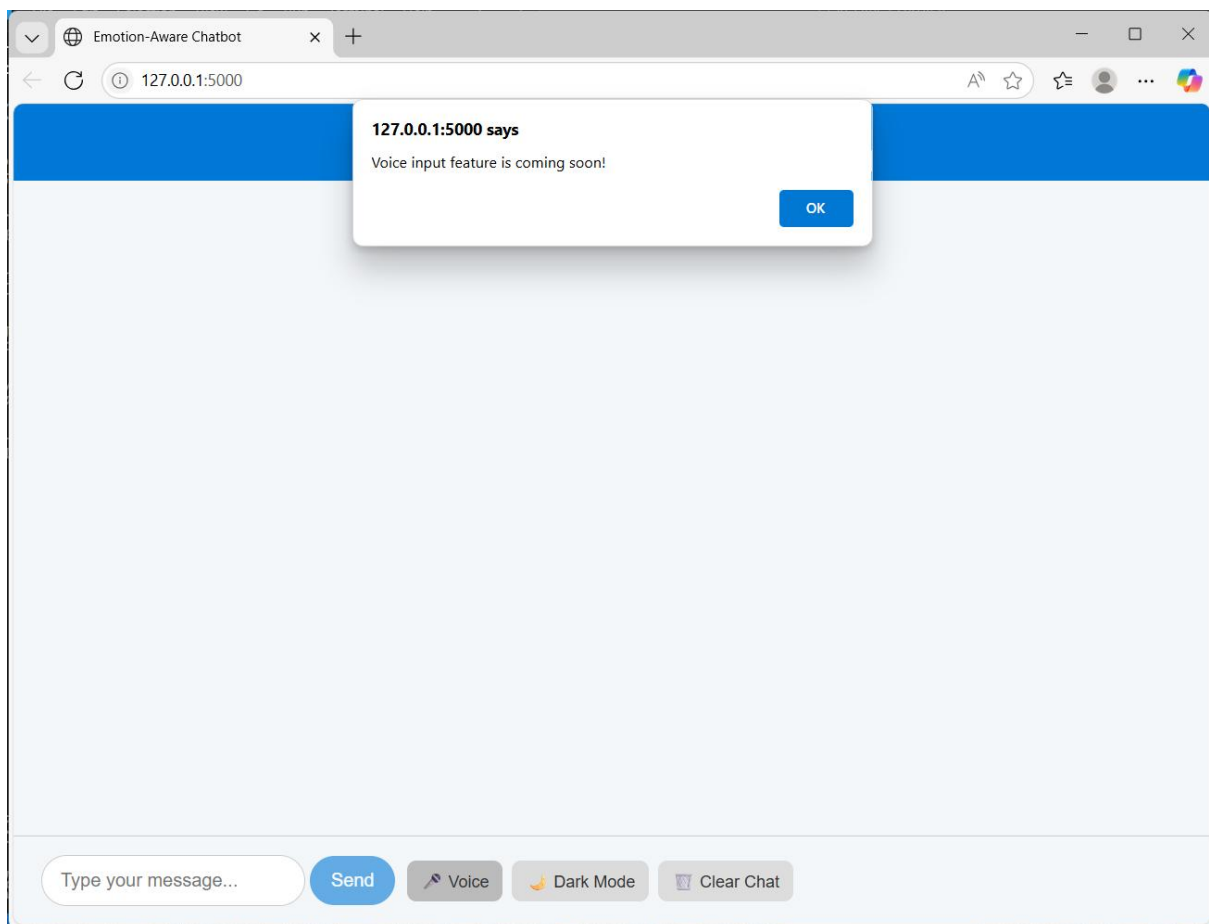 Emotion-Aware Chatbot
127.0.0.1:5000
127.0.0.1:5000 says
Voice input feature is coming soon!
OK
Type your message...
Send
Voice
Dark Mode
Clear Chat